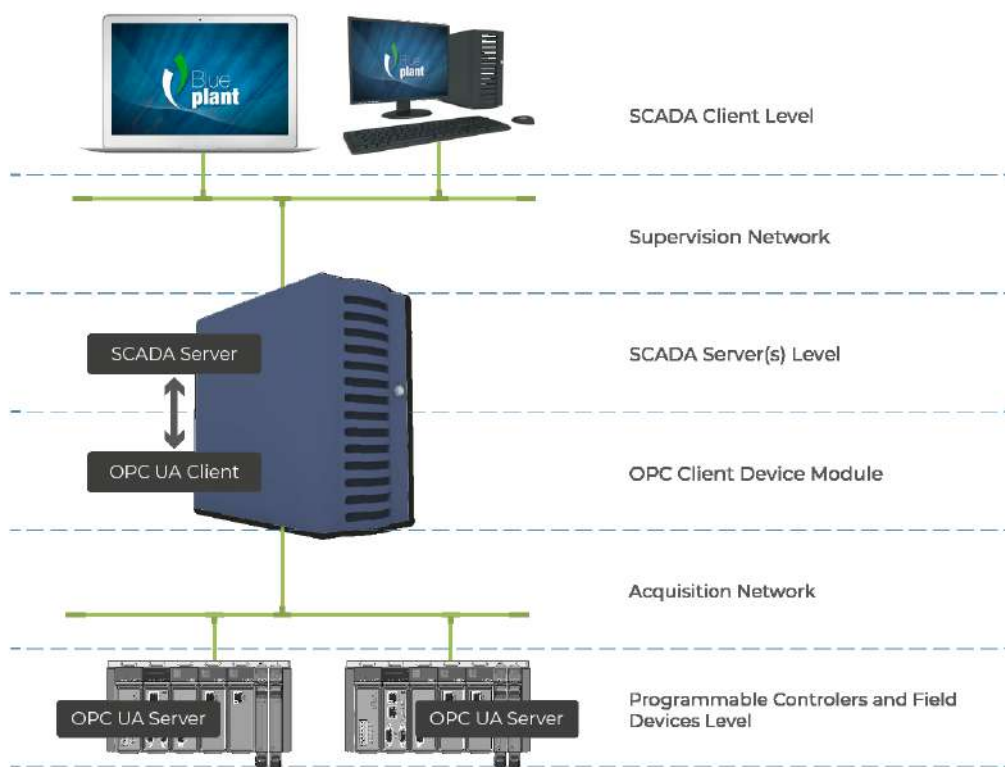 Blue
plant
Blue
plant
SCADA Client Level
Supervision Network
SCADA Server
SCADA Server(s) Level
OPC UA Client
OPC Client Device Module
Acquisition Network
OPC UA Server
OPC UA Server
Programmable Controlers and Field
Devices Level